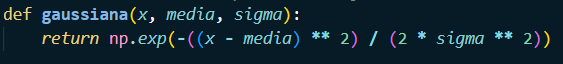 def gaussiana(x, media, sigma):
    return np.exp(-((x - media) ** 2) / (2 * sigma ** 2))